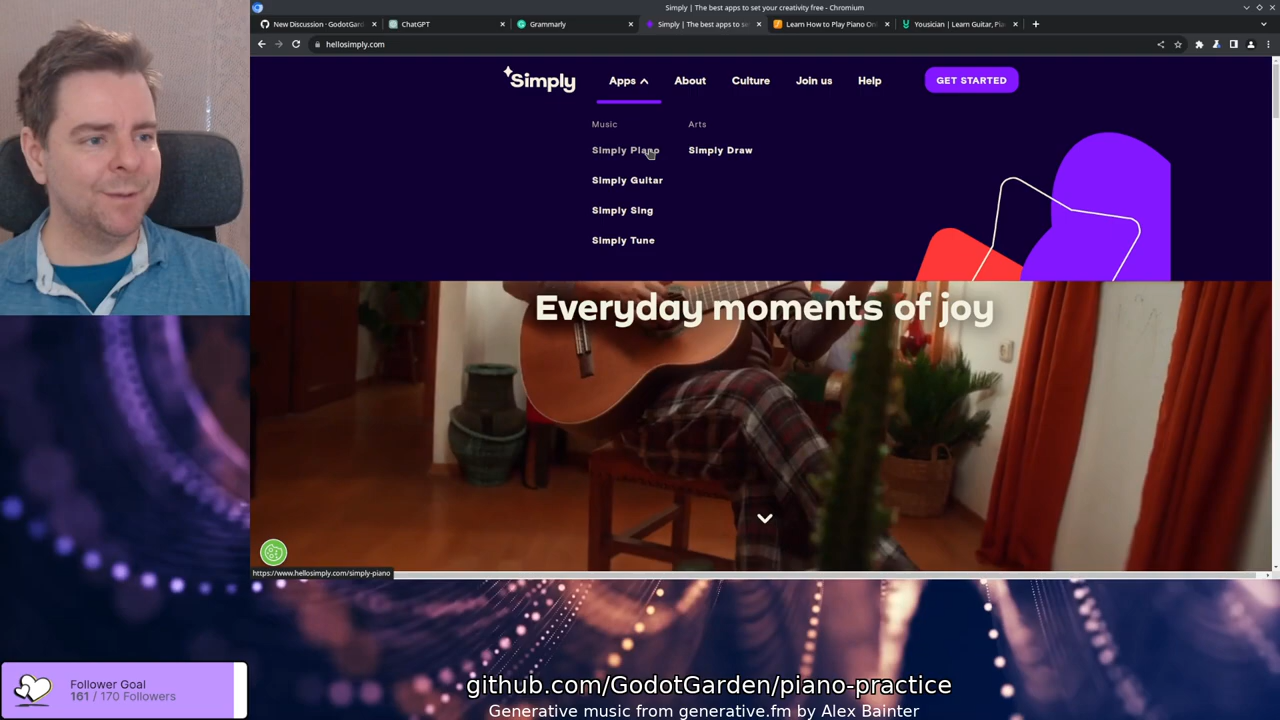 Simply | The best apps to set your creativity free - Chromium
New Discussion · GodotGard
ChatGPT
Grammarly
Simply | The best apps to se
Learn How to Play Piano Onl
Yousician | Learn Guitar, Pia
hellosimply.com
Simply
Apps
About
Culture
Join us
Help
GET STARTED
Music
Arts
Simply Piano
Simply Draw
Simply Guitar
Simply Sing
Simply Tune
Everyday moments of joy
https://www.hellosimply.com/simply-piano
Follower Goal
161 / 170 Followers
github.com/GodotGarden/piano-practice
Generative music from generative.fm by Alex Bainter